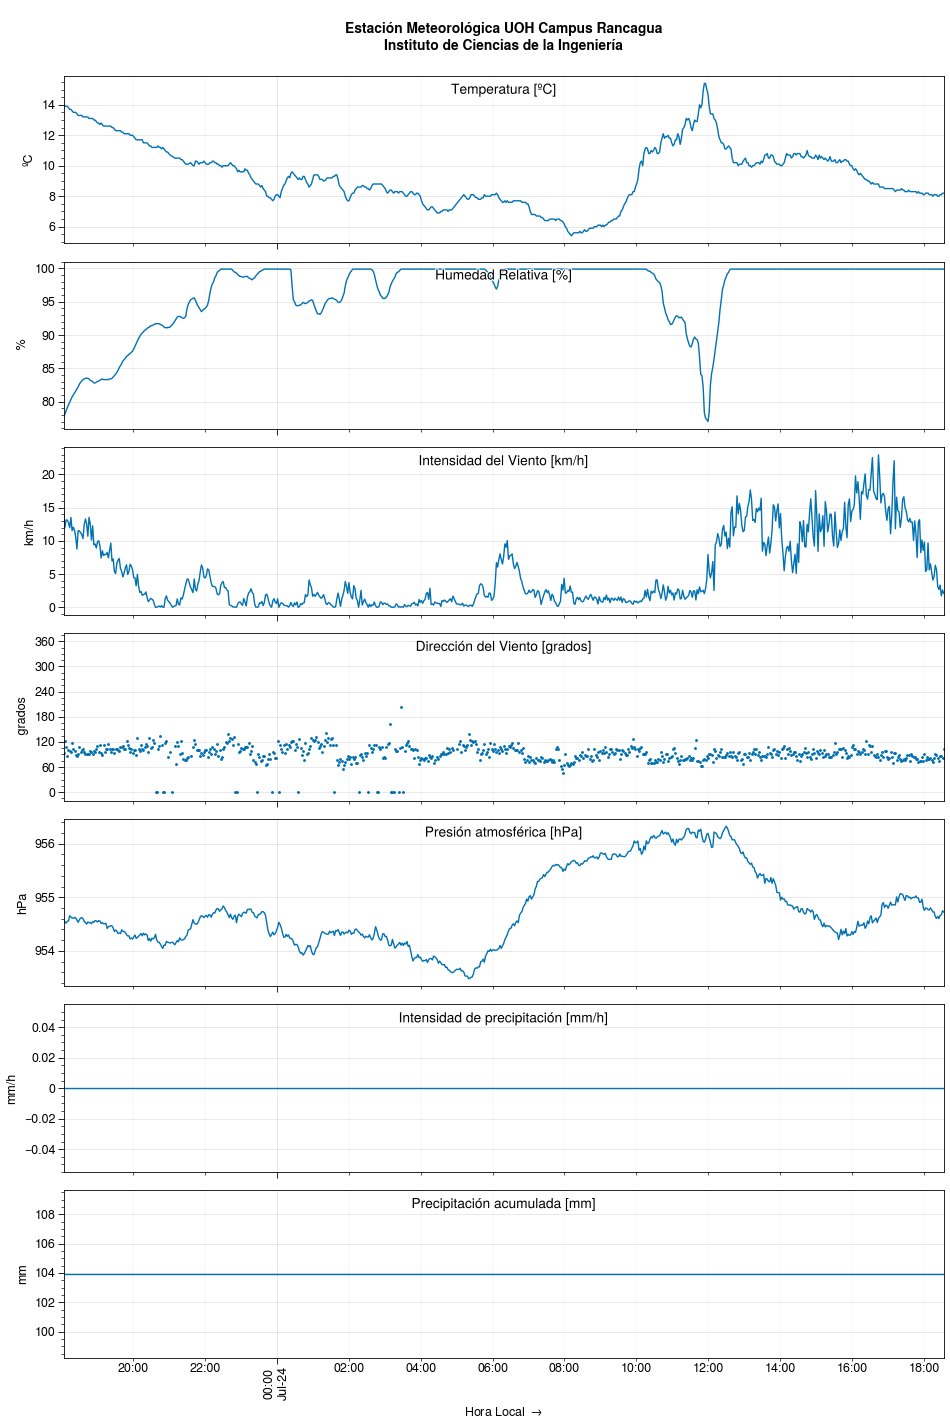 Estación Meteorológica UOH Campus Rancagua
Instituto de Ciencias de la Ingeniería
Temperatura [ºC]
ºC
14
12
10
8
6
Humedad Relativa [%]
%
100
95
90
85
80
Intensidad del Viento [km/h]
km/h
20
15
10
5
0
Dirección del Viento [grados]
grados
360
300
240
180
120
60
0
Presión atmosférica [hPa]
hPa
956
955
954
Intensidad de precipitación [mm/h]
mm/h
0.04
0.02
0
−0.02
−0.04
Precipitación acumulada [mm]
mm
108
106
104
102
100
20:00 22:00 00:00 02:00 04:00 06:00 08:00 10:00 12:00 14:00 16:00 18:00
Jul-24
Hora Local →